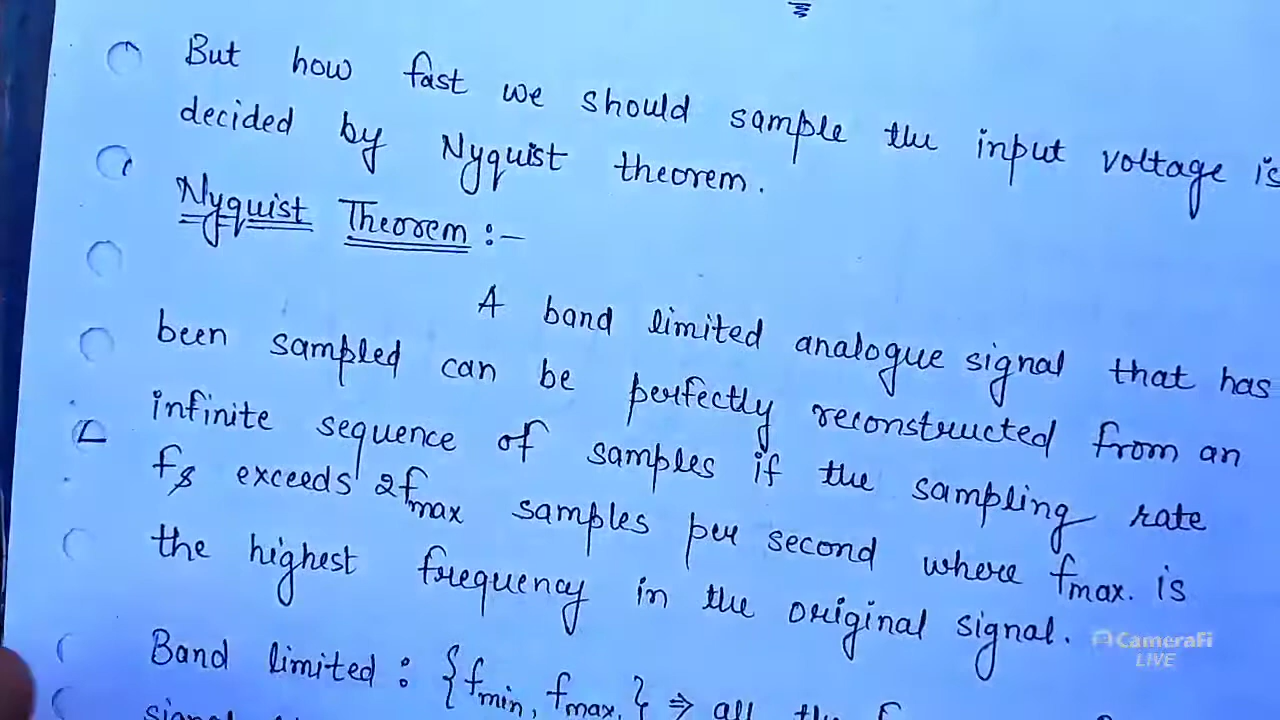 But how fast we should sample the input voltage is
decided by Nyquist theorem.
Nyquist Theorem :-
A band limited analogue signal that has
been sampled can be perfectly reconstructed from an
infinite sequence of samples if the sampling rate
fs exceeds 2fmax samples per second where fmax. is
the highest frequency in the original signal.
Band limited : {fmin, fmax.} ⇒ all the
CameraFi
LIVE